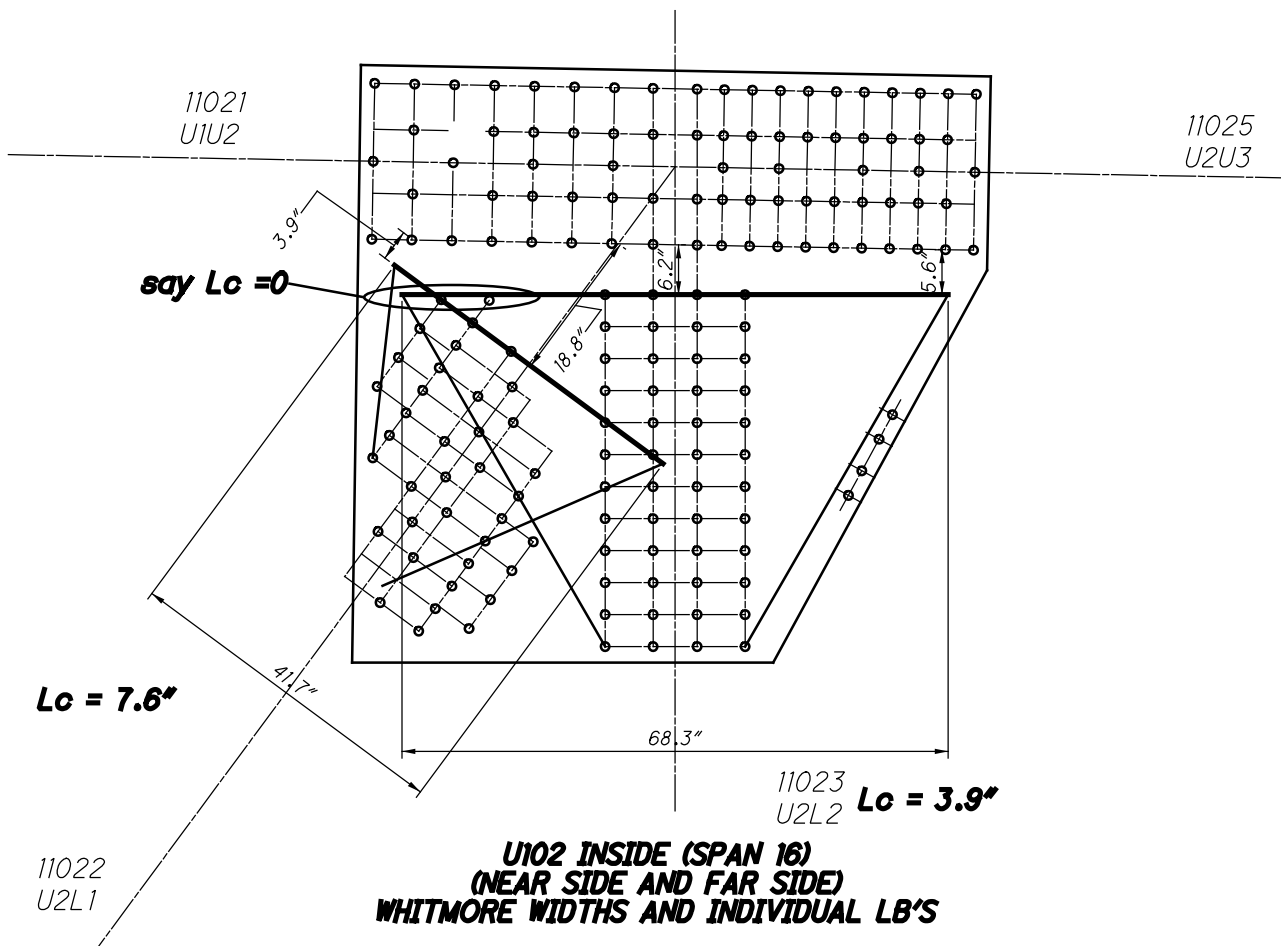 11021
U1U2
11025
U2U3
3.9"
say Lc =0
6.2"
5.6"
18.8"
41.7"
Lc = 7.6"
68.3"
11023
U2L2
Lc = 3.9"
11022
U2L1
U102 INSIDE (SPAN 16)
(NEAR SIDE AND FAR SIDE)
WHITMORE WIDTHS AND INDIVIDUAL LB'S